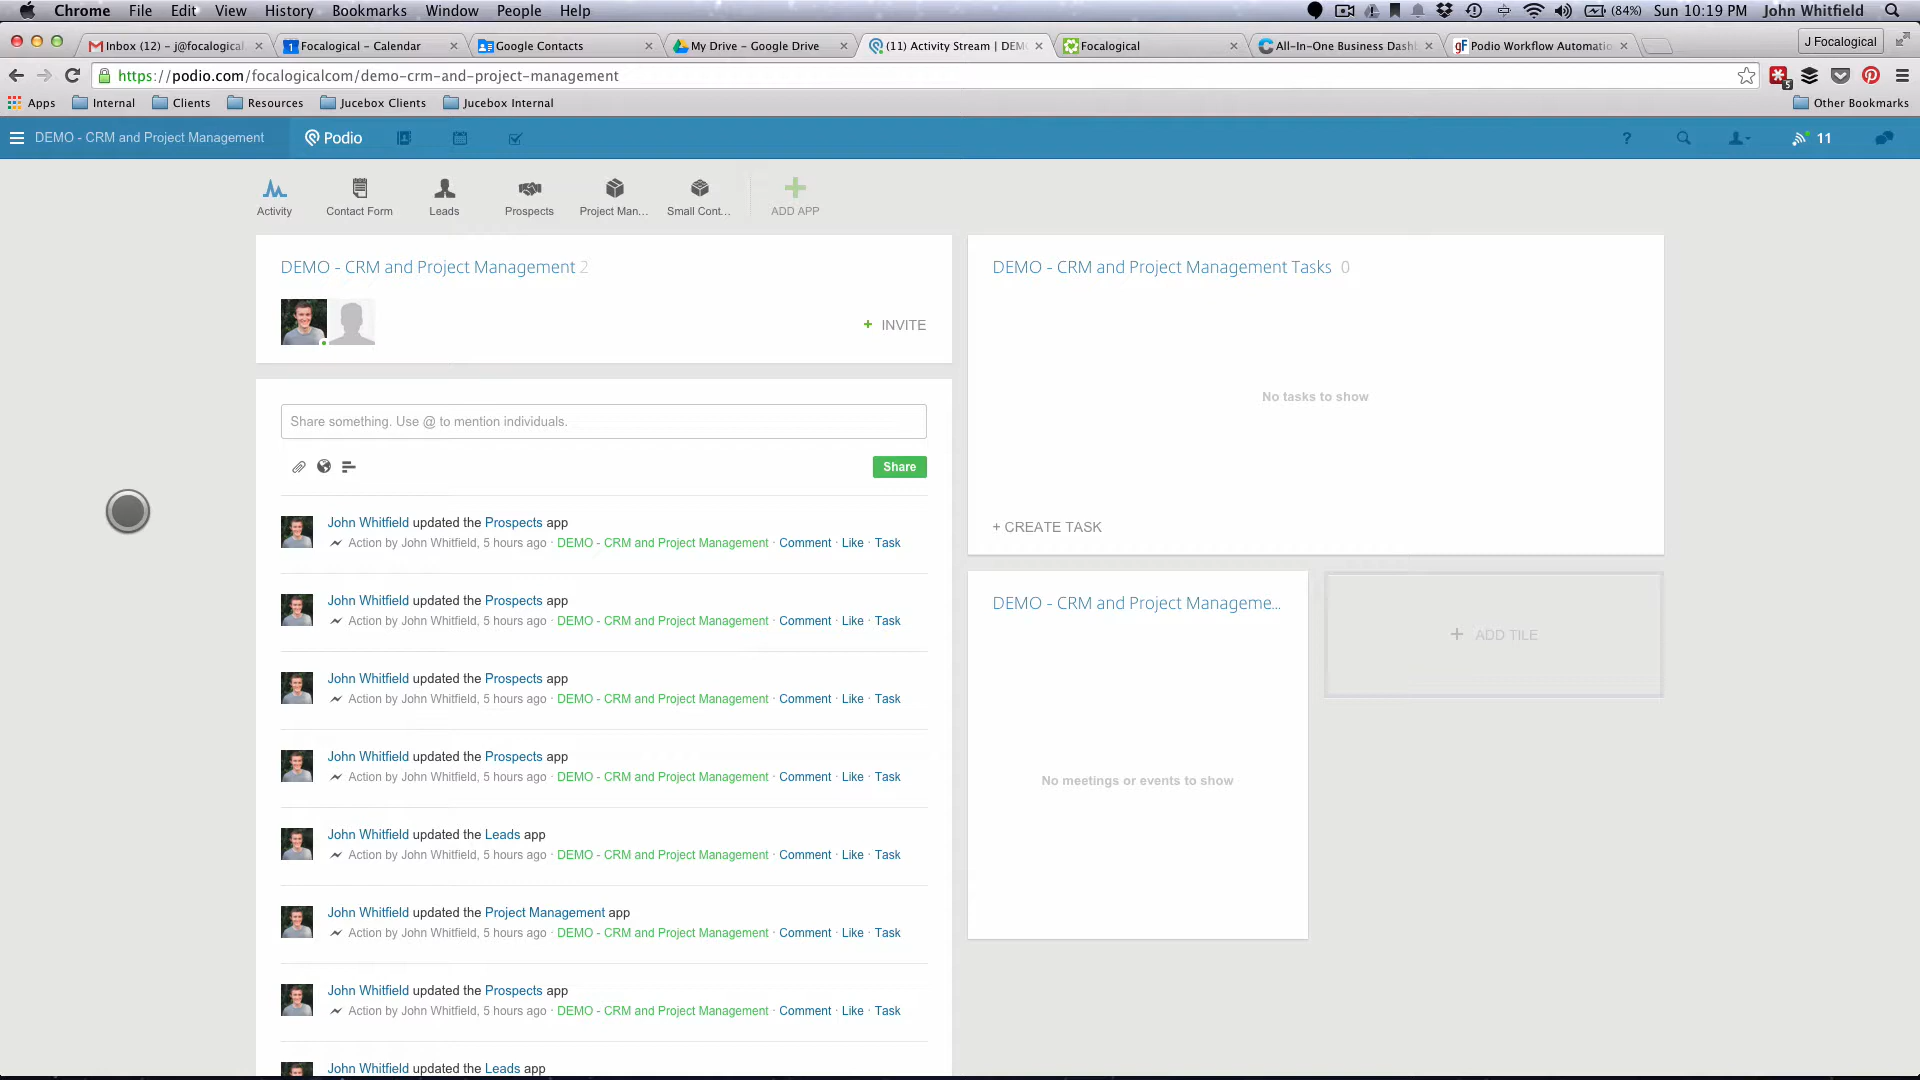 Chrome File Edit View History Bookmarks Window People Help (84%) Sun 10:19 PM John Whitfield
Inbox (12) - j@focalogical Focalogical - Calendar Google Contacts My Drive - Google Drive (11) Activity Stream | DEMO Focalogical All-In-One Business Dash Podio Workflow Automatio J Focalogical
https://podio.com/focalogicalcom/demo-crm-and-project-management
Apps Internal Clients Resources Jucebox Clients Jucebox Internal Other Bookmarks
DEMO - CRM and Project Management Podio ? 11
Activity Contact Form Leads Prospects Project Man... Small Cont... ADD APP
DEMO - CRM and Project Management 2
+ INVITE
Share something. Use @ to mention individuals.
Share
John Whitfield updated the Prospects app
Action by John Whitfield, 5 hours ago · DEMO - CRM and Project Management · Comment · Like · Task
John Whitfield updated the Prospects app
Action by John Whitfield, 5 hours ago · DEMO - CRM and Project Management · Comment · Like · Task
John Whitfield updated the Prospects app
Action by John Whitfield, 5 hours ago · DEMO - CRM and Project Management · Comment · Like · Task
John Whitfield updated the Prospects app
Action by John Whitfield, 5 hours ago · DEMO - CRM and Project Management · Comment · Like · Task
John Whitfield updated the Leads app
Action by John Whitfield, 5 hours ago · DEMO - CRM and Project Management · Comment · Like · Task
John Whitfield updated the Project Management app
Action by John Whitfield, 5 hours ago · DEMO - CRM and Project Management · Comment · Like · Task
John Whitfield updated the Prospects app
Action by John Whitfield, 5 hours ago · DEMO - CRM and Project Management · Comment · Like · Task
John Whitfield updated the Leads app
DEMO - CRM and Project Management Tasks 0
No tasks to show
+ CREATE TASK
DEMO - CRM and Project Manageme...
No meetings or events to show
+ ADD TILE